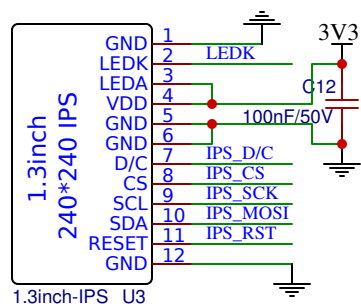 GND 1
LEDK 2 LEDK
LEDA 3
VDD 4
GND 5
GND 6
D/C 7 IPS_D/C
CS 8 IPS_CS
SCL 9 IPS_SCK
SDA 10 IPS_MOSI
RESET 11 IPS_RST
GND 12
1.3inch
240*240 IPS
1.3inch-IPS U3
3V3
C12
100nF/50V